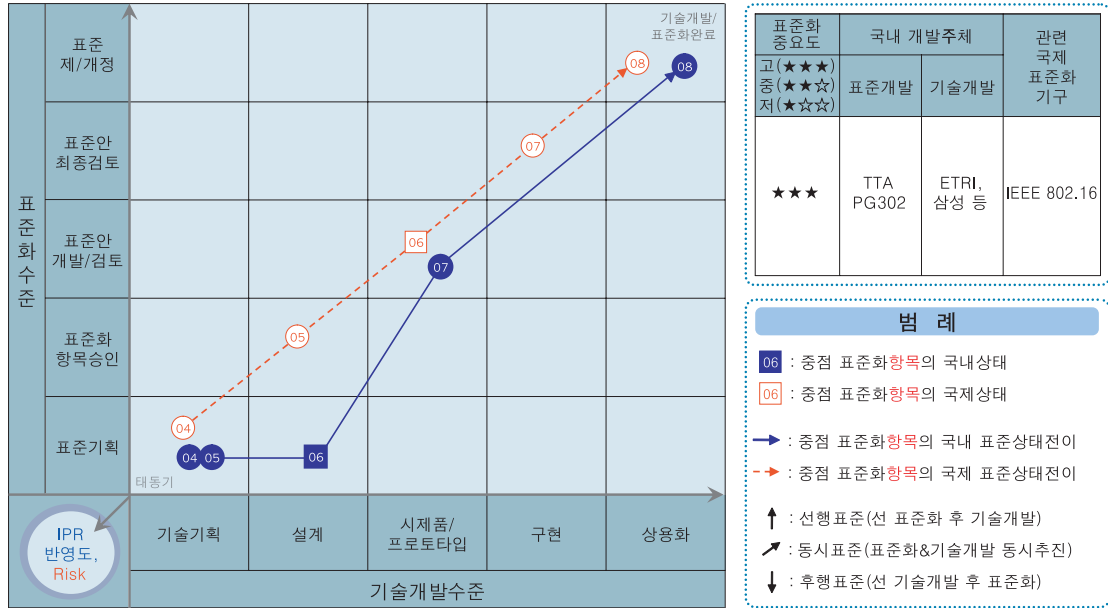 표준
제/개정
표준안
최종검토
표준안
개발/검토
표준화
항목승인
표준기획
표준화수준
기술개발/
표준화완료
08
08
07
07
06
05
04
04
05
06
태동기
IPR
반영도,
Risk
기술기획
설계
시제품/
프로토타입
구현
상용화
기술개발수준
표준화
중요도
고(★★★)
중(★★☆)
저(★☆☆)
국내 개발주체
표준개발
기술개발
관련
국제
표준화
기구
★★★
TTA
PG302
ETRI,
삼성 등
IEEE 802.16
범 례
06 : 중점 표준화항목의 국내상태
06 : 중점 표준화항목의 국제상태
: 중점 표준화항목의 국내 표준상태전이
: 중점 표준화항목의 국제 표준상태전이
: 선행표준(선 표준화 후 기술개발)
: 동시표준(표준화&기술개발 동시추진)
: 후행표준(선 기술개발 후 표준화)